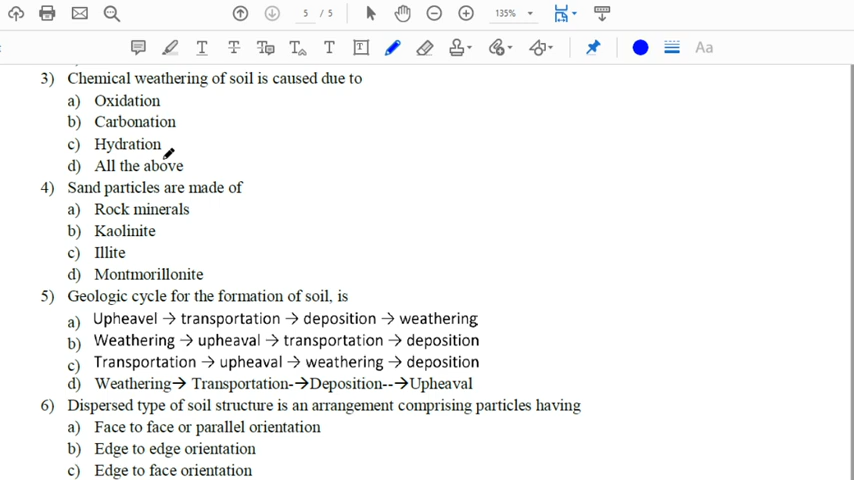 5 / 5
135%
T T T T T Aa
3) Chemical weathering of soil is caused due to
a) Oxidation
b) Carbonation
c) Hydration
d) All the above
4) Sand particles are made of
a) Rock minerals
b) Kaolinite
c) Illite
d) Montmorillonite
5) Geologic cycle for the formation of soil, is
a) Upheavel → transportation → deposition → weathering
b) Weathering → upheaval → transportation → deposition
c) Transportation → upheaval → weathering → deposition
d) Weathering→ Transportation-→Deposition--→Upheaval
6) Dispersed type of soil structure is an arrangement comprising particles having
a) Face to face or parallel orientation
b) Edge to edge orientation
c) Edge to face orientation